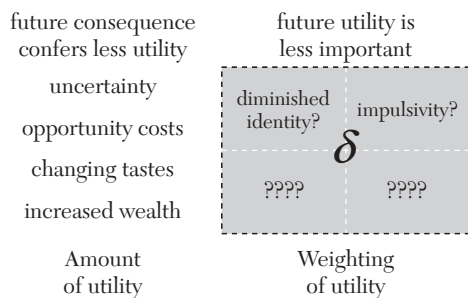 future consequence
confers less utility
uncertainty
opportunity costs
changing tastes
increased wealth
Amount
of utility
future utility is
less important
diminished
identity?
impulsivity?
δ
????
????
Weighting
of utility